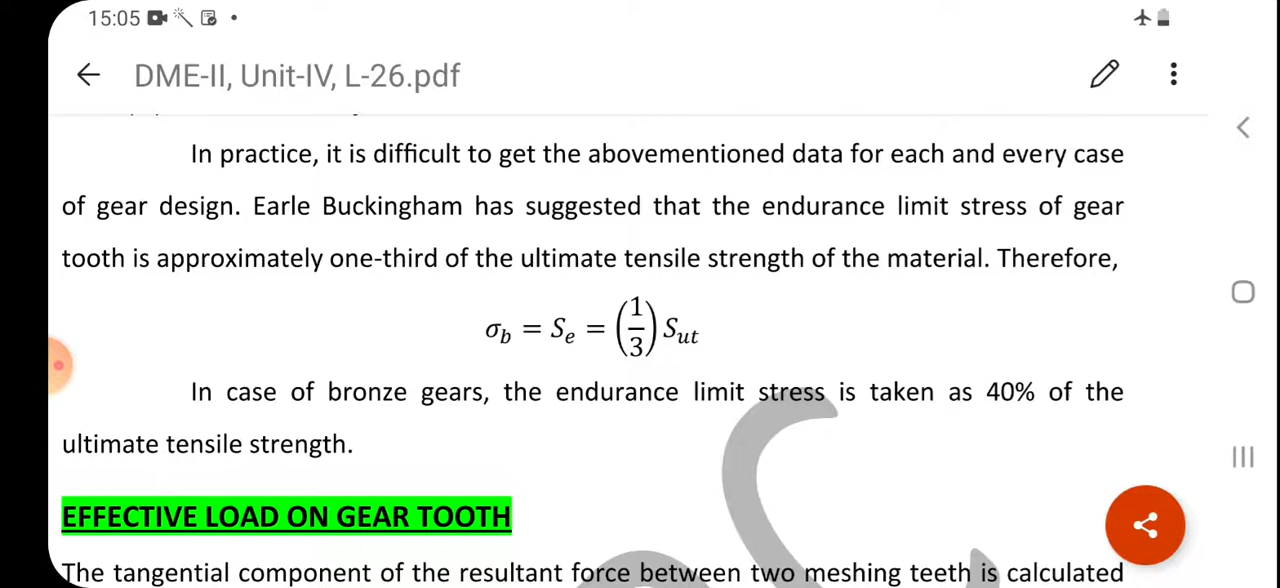 15:05
DME-II, Unit-IV, L-26.pdf
In practice, it is difficult to get the abovementioned data for each and every case
of gear design. Earle Buckingham has suggested that the endurance limit stress of gear
tooth is approximately one-third of the ultimate tensile strength of the material. Therefore,
σb = Se = (1/3) Sut
In case of bronze gears, the endurance limit stress is taken as 40% of the
ultimate tensile strength.
EFFECTIVE LOAD ON GEAR TOOTH
The tangential component of the resultant force between two meshing teeth is calculated